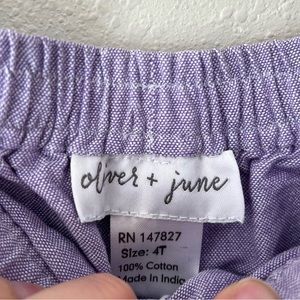 oliver + june
RN 147827
Size: 4T
100% Cotton
Made In India